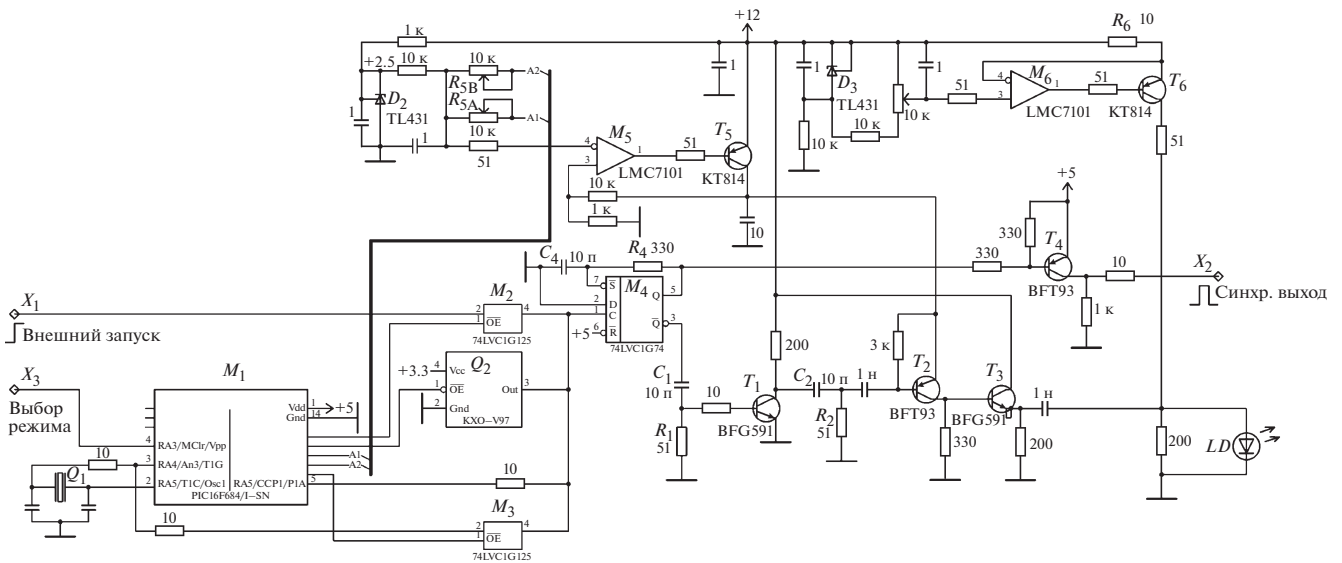 +12
R6 10
1 к
+2.5
10 к
10 к
A2
R5B
R5A
D2
TL431
1
1
10 к
A1
51
M5
4
3
1
LMC7101
51
T5
KT814
1
1
D3
TL431
10 к
10 к
10 к
1
51
M6
4
3
1
LMC7101
51
T6
KT814
51
10 к
1 к
10
+5
330
T4
330
BFT93
10
X2
Синхр. выход
1 к
C4
10 п
R4 330
M4
7 S
2 D
1 C
+5
6 R
Q 5
Q 3
74LVC1G74
X1
Внешний запуск
M2
2
1
OE
4
74LVC1G125
+3.3
4
Vcc
Q2
1
OE
Out
3
2
Gnd
KXO–V97
X3
Выбор
режима
M1
Vdd
1
+5
Gnd
14
4
RA3/MClr/Vpp
3
RA4/An3/T1G
2
RA5/T1C/Osc1
RA5/CCP1/P1A
5
PIC16F684/I–SN
A1
A2
10
Q1
10
10
M3
2
1
OE
4
74LVC1G125
C1
10 п
R1
51
10
T1
BFG591
200
C2
10 п
1 н
R2
51
3 к
T2
BFT93
330
T3
BFG591
200
1 н
200
LD